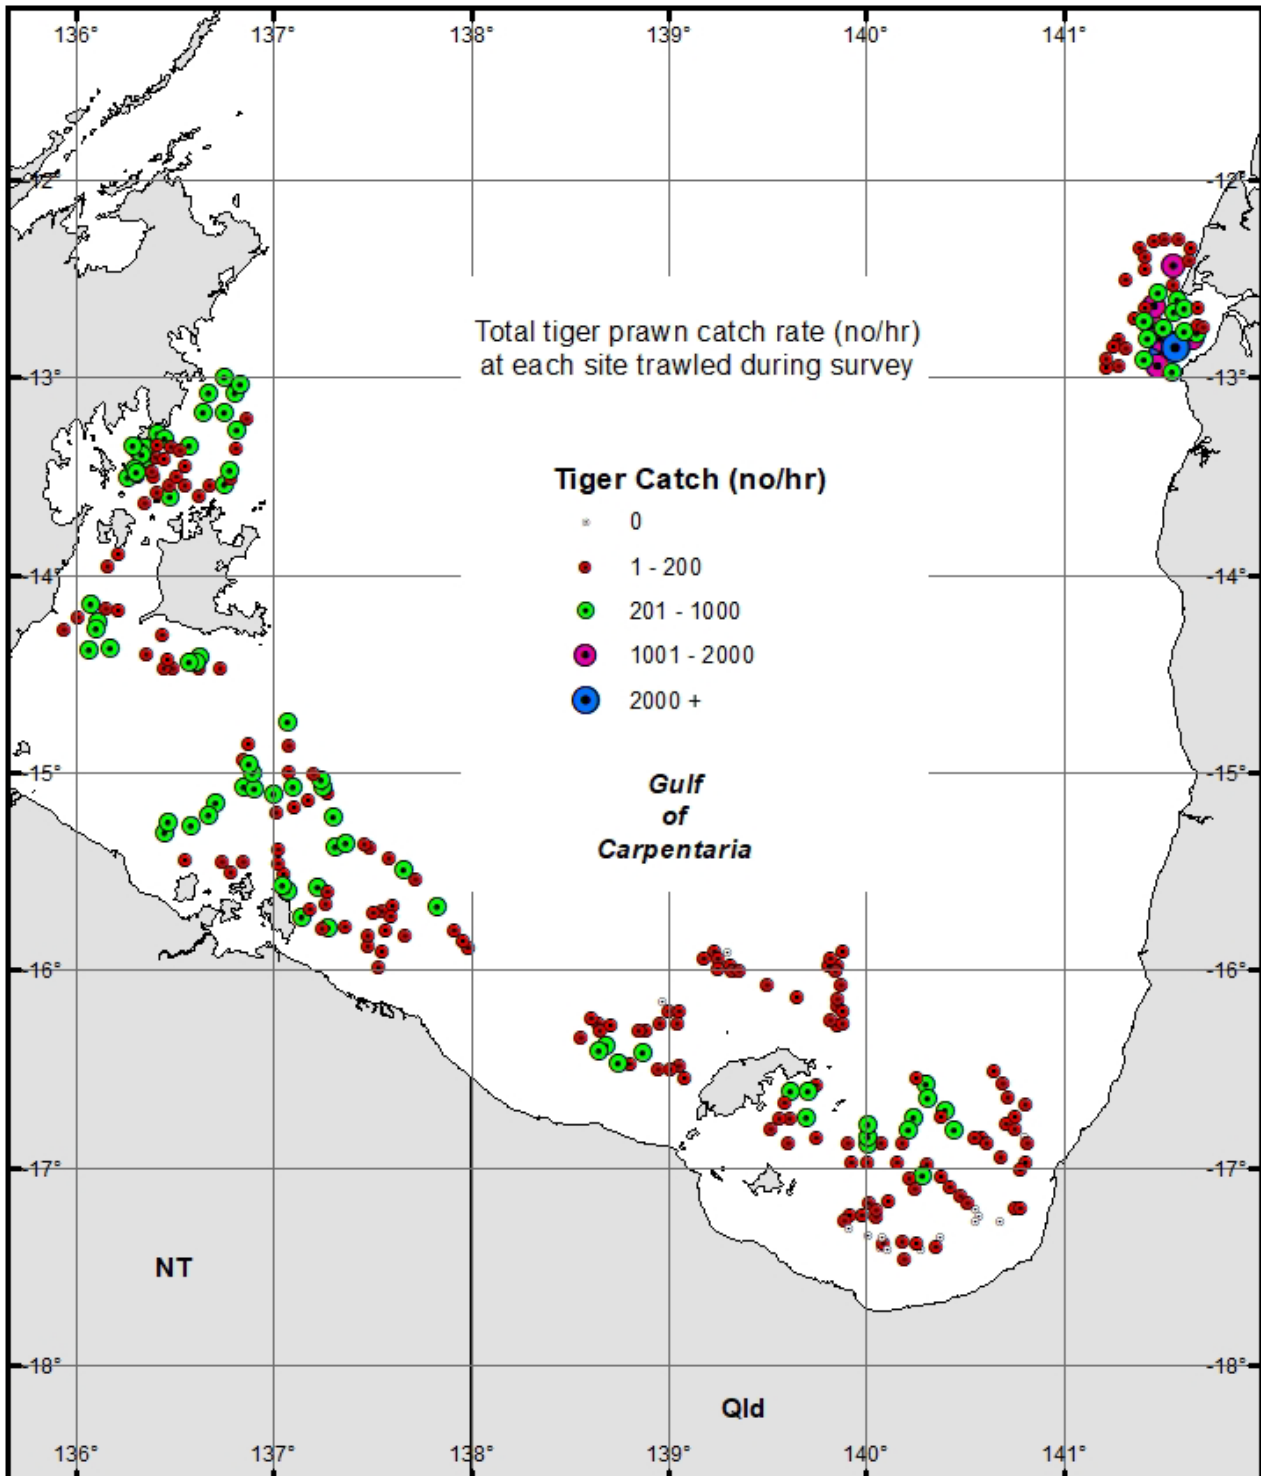 136° 137° 138° 139° 140° 141°
-12° -12°
Total tiger prawn catch rate (no/hr)
at each site trawled during survey
-13° -13°
Tiger Catch (no/hr)
0
1 - 200
-14° -14°
201 - 1000
1001 - 2000
2000 +
-15° -15°
Gulf
of
Carpentaria
-16° -16°
-17° -17°
NT
-18° -18°
Qld
136° 137° 138° 139° 140° 141°